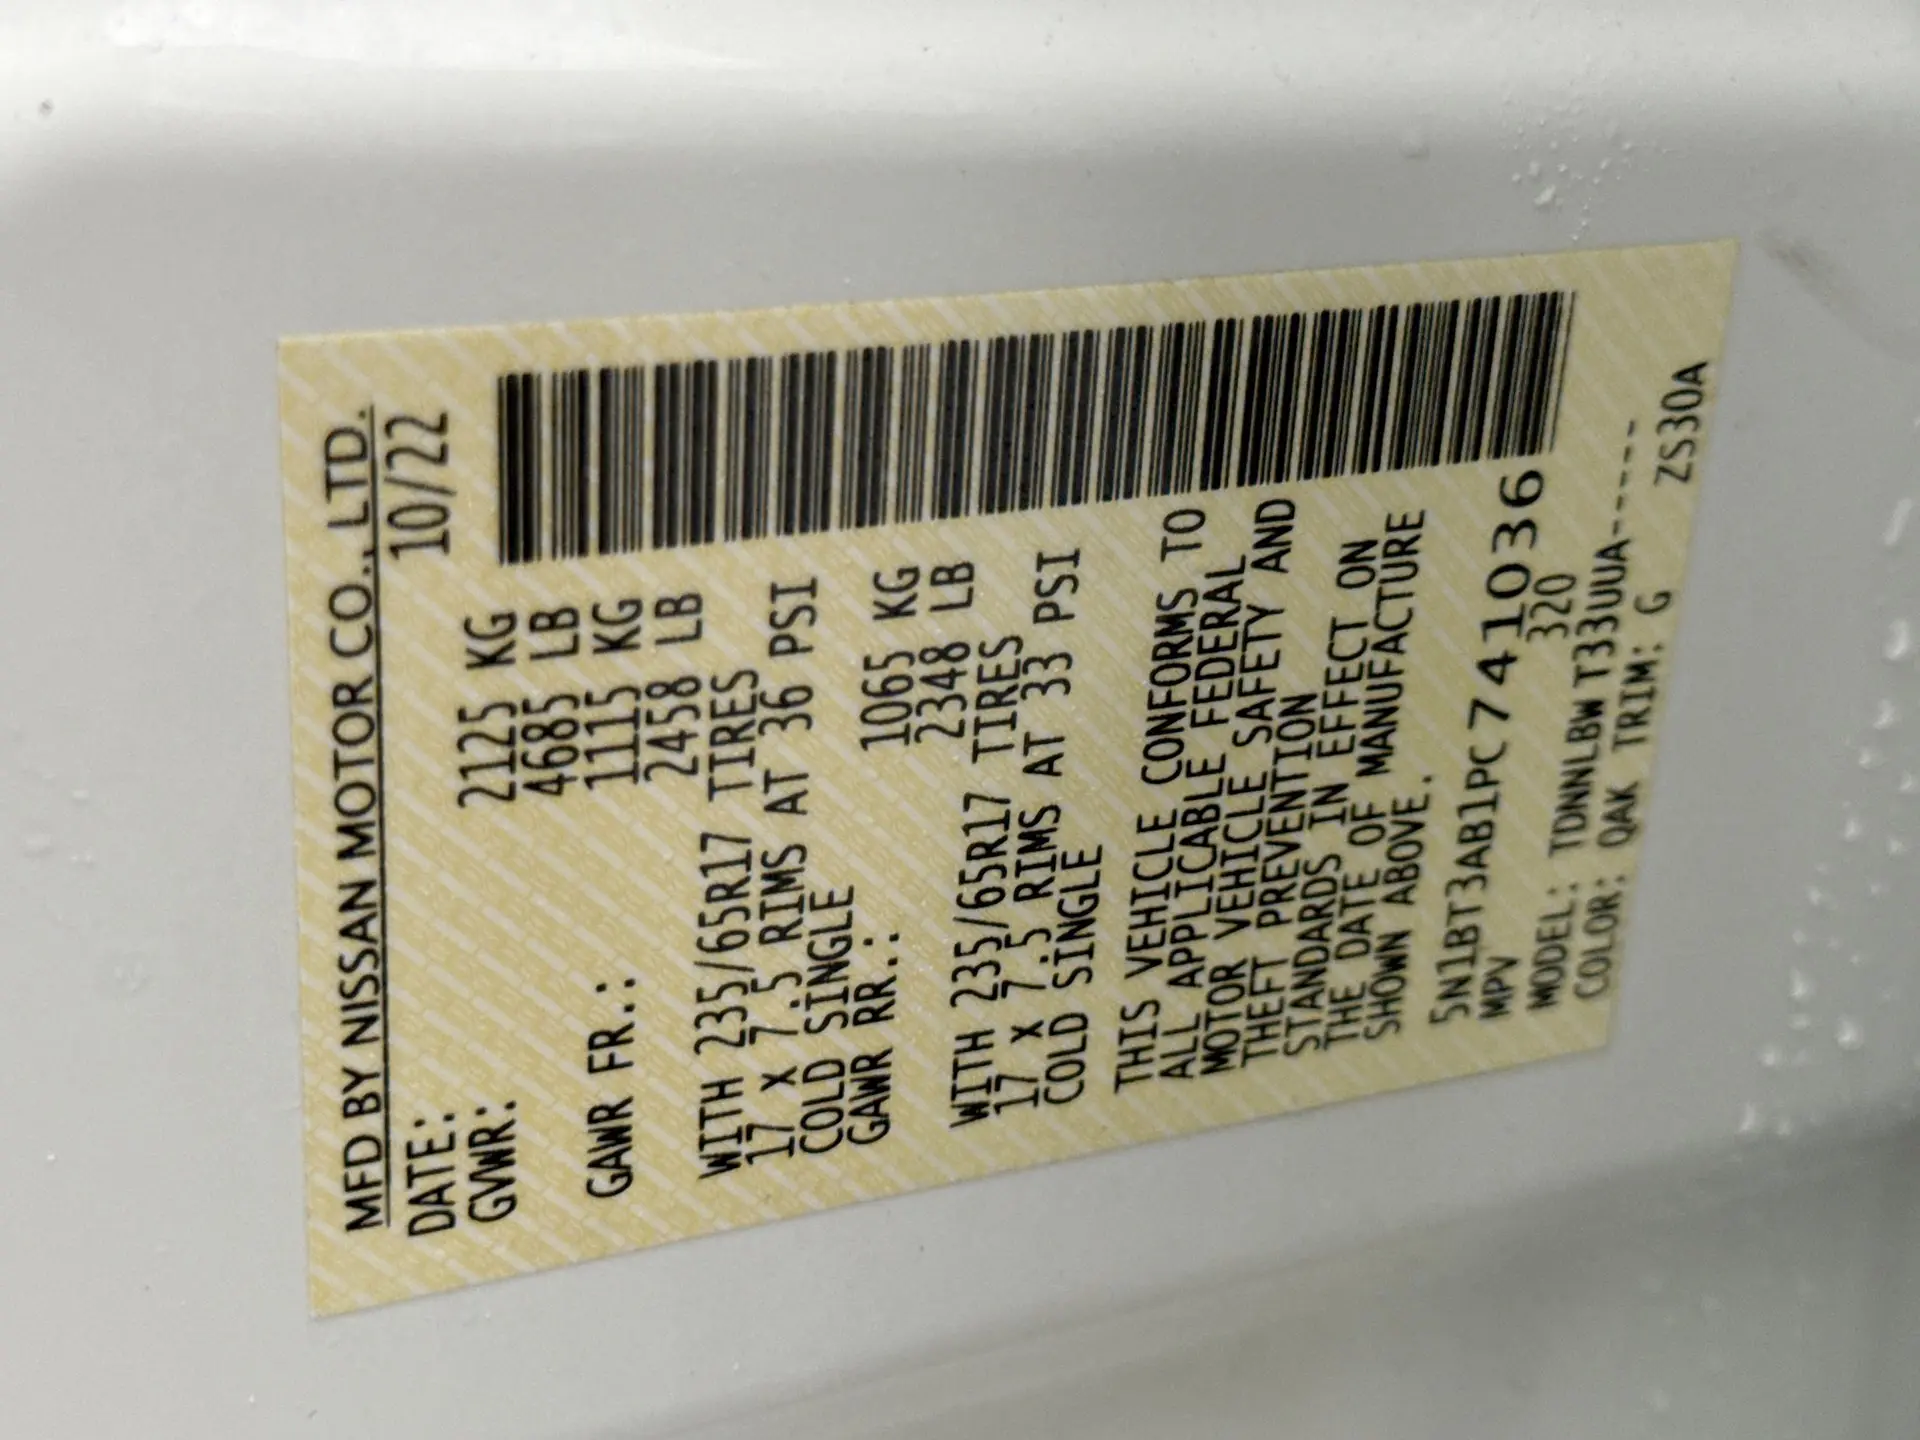 MFD BY NISSAN MOTOR CO., LTD.
DATE: 10/22
GVWR: 2125 KG
4685 LB
GAWR FR.: 1115 KG
2458 LB
WITH 235/65R17 TIRES
17 X 7.5 RIMS AT 36 PSI
COLD SINGLE
GAWR RR.: 1065 KG
2348 LB
WITH 235/65R17 TIRES
17 X 7.5 RIMS AT 33 PSI
COLD SINGLE
THIS VEHICLE CONFORMS TO
ALL APPLICABLE FEDERAL
MOTOR VEHICLE SAFETY AND
THEFT PREVENTION
STANDARDS IN EFFECT ON
THE DATE OF MANUFACTURE
SHOWN ABOVE.
5N1BT3AB1PC741036
MPV 320
MODEL: TDNNLBW T33UUA-----
COLOR: QAK TRIM: G ZS30A